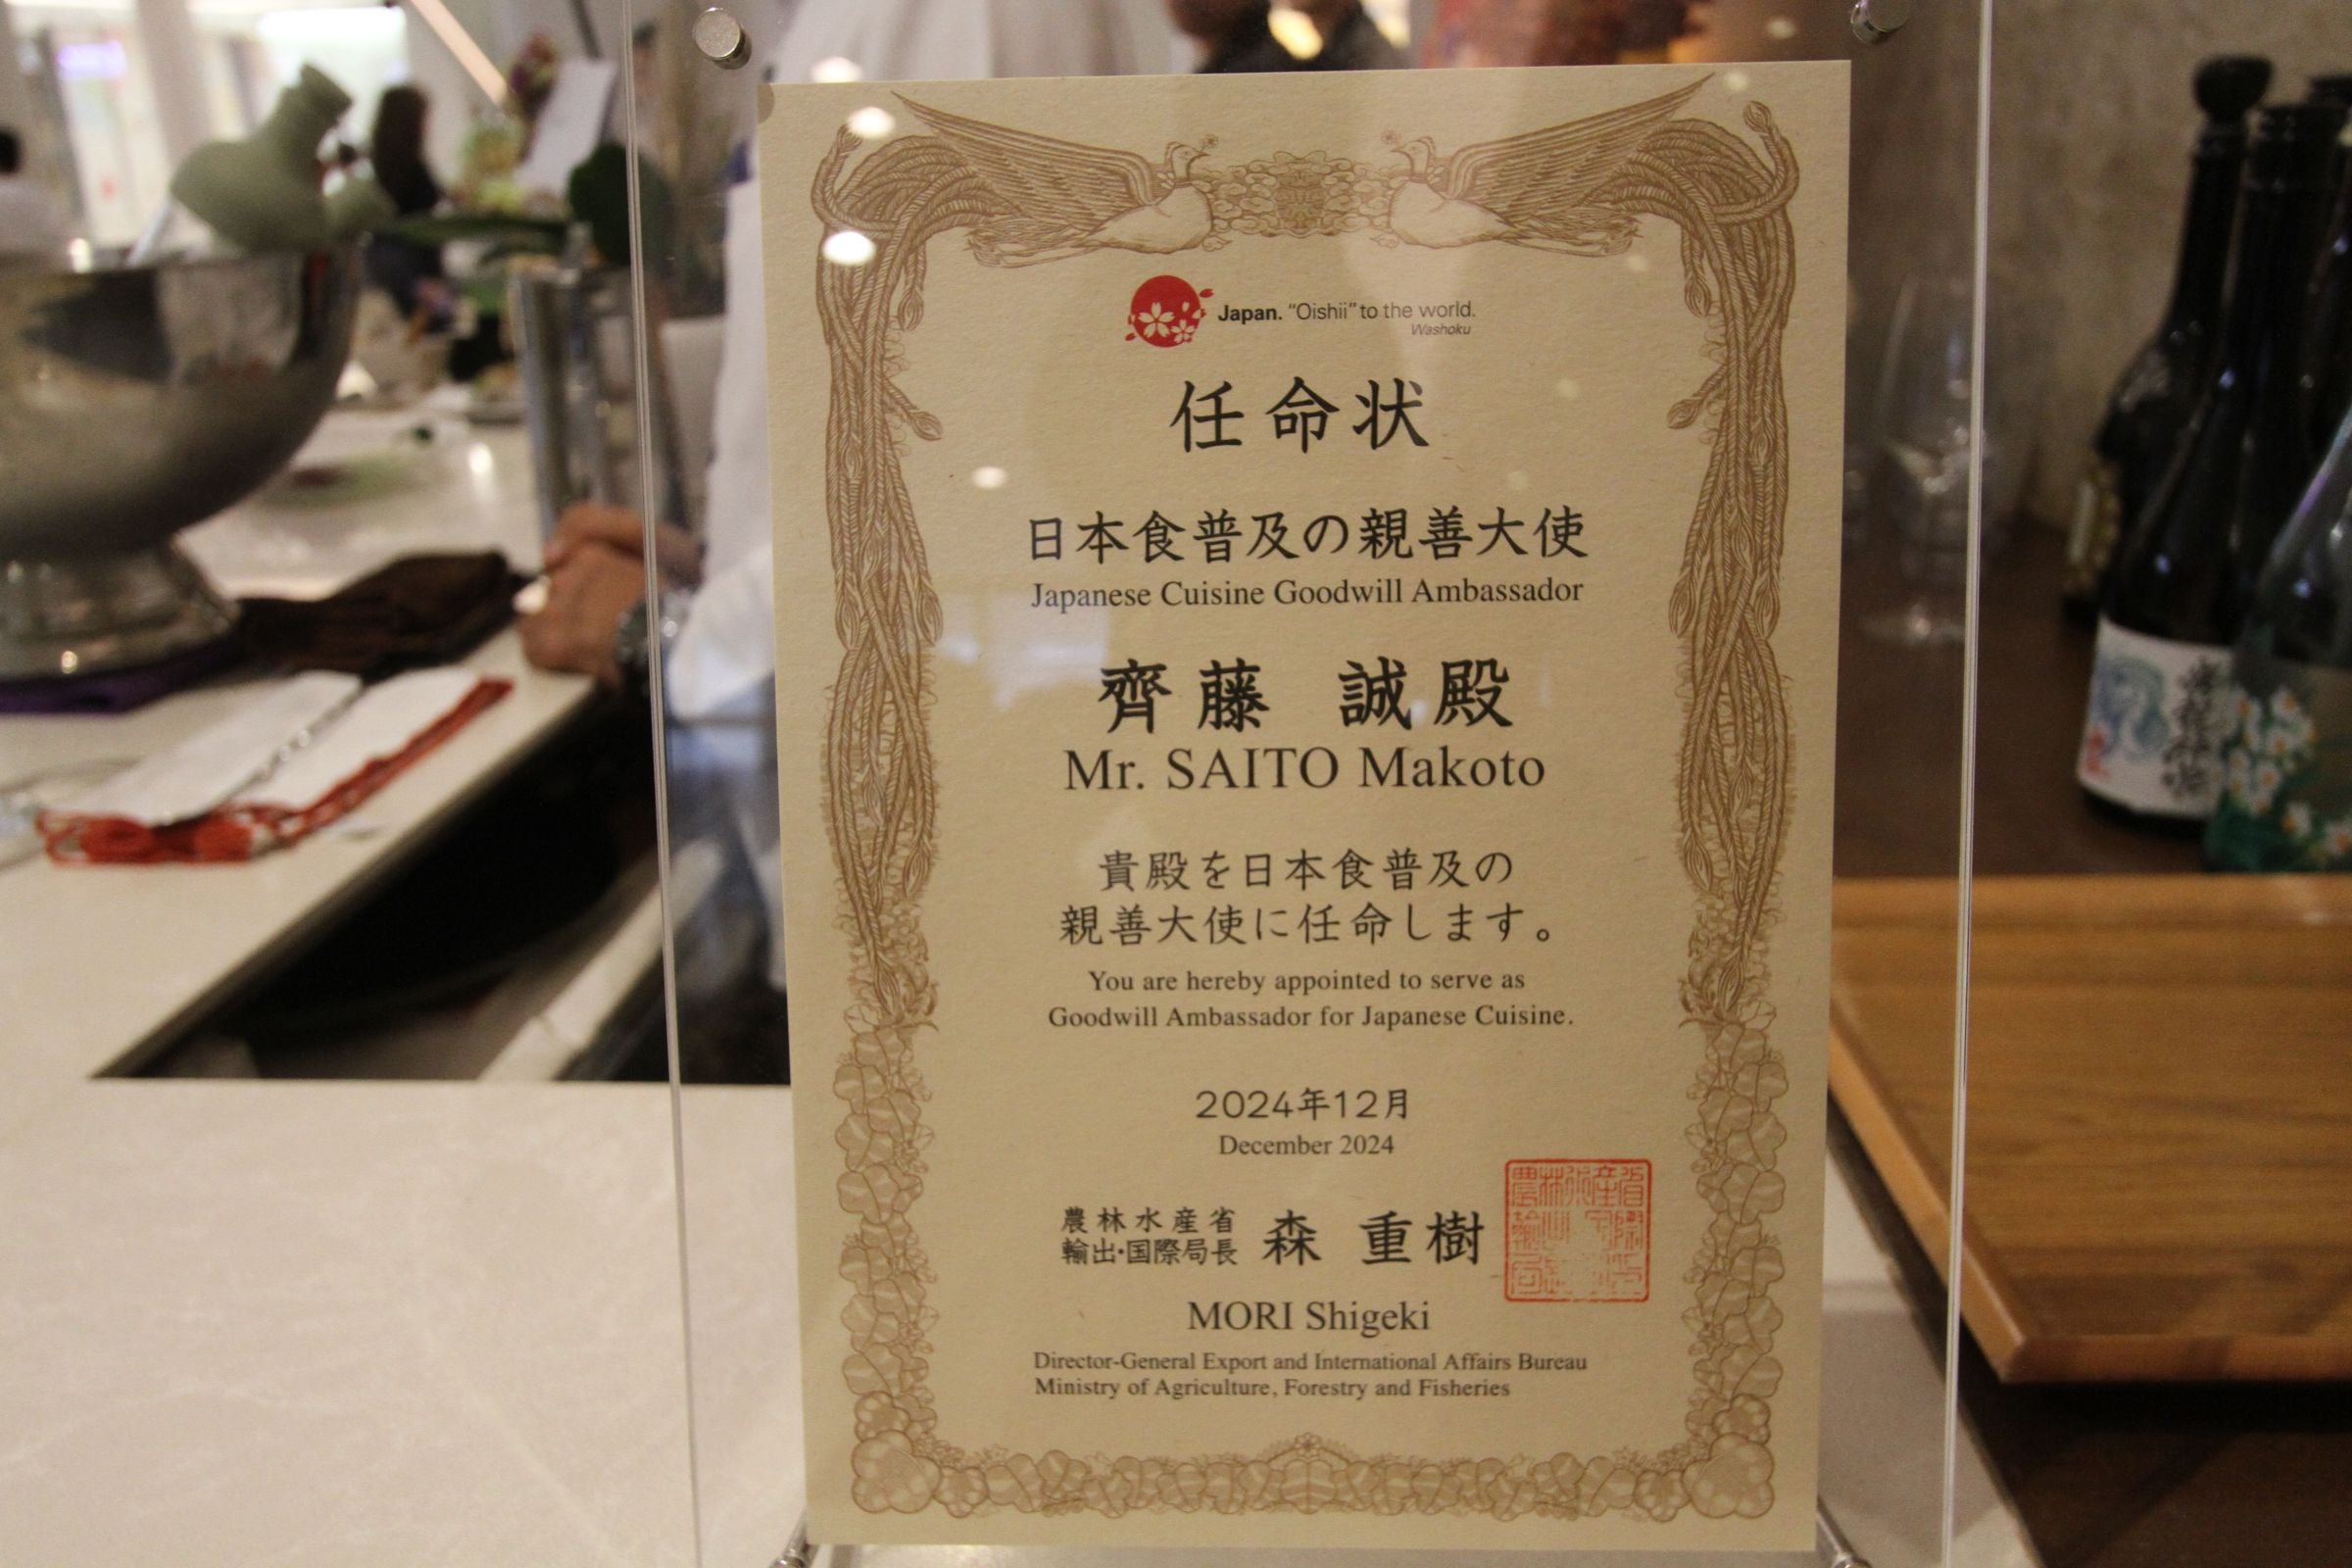 Japan. "Oishii" to the world.
Washoku
任命状
日本食普及の親善大使
Japanese Cuisine Goodwill Ambassador
齊藤 誠殿
Mr. SAITO Makoto
貴殿を日本食普及の
親善大使に任命します。
You are hereby appointed to serve as
Goodwill Ambassador for Japanese Cuisine.
2024年12月
December 2024
農林水産省
輸出・国際局長 森 重樹
MORI Shigeki
Director-General Export and International Affairs Bureau
Ministry of Agriculture, Forestry and Fisheries